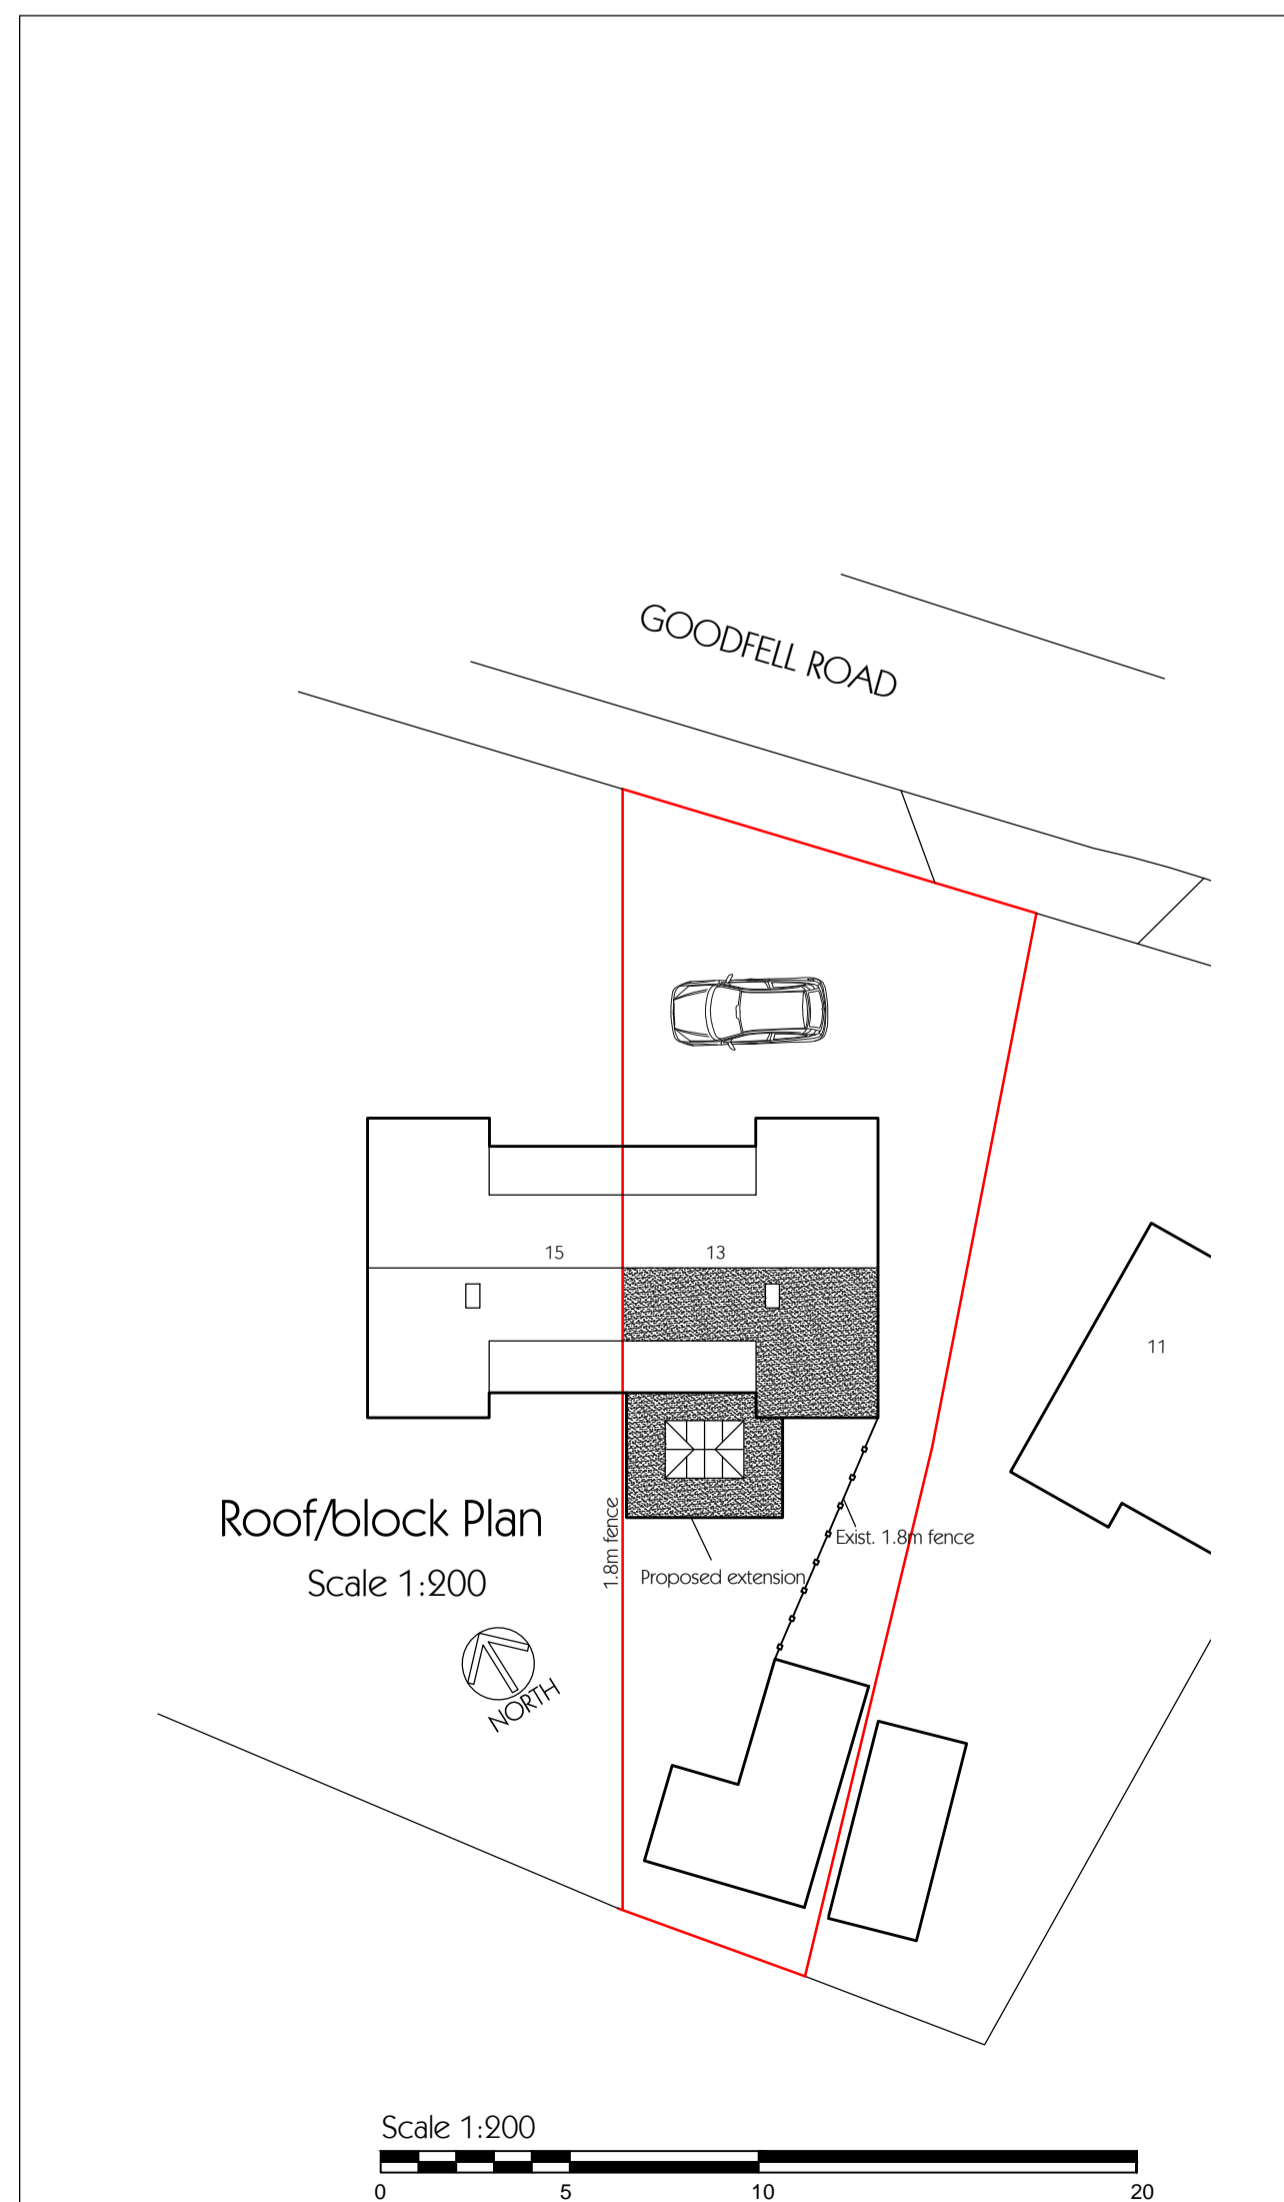 GOODFELL ROAD
15
13
11
Roof/block Plan
Scale 1:200
1.8m fence
Exist. 1.8m fence
Proposed extension
NORTH
Scale 1:200
0 5 10 20